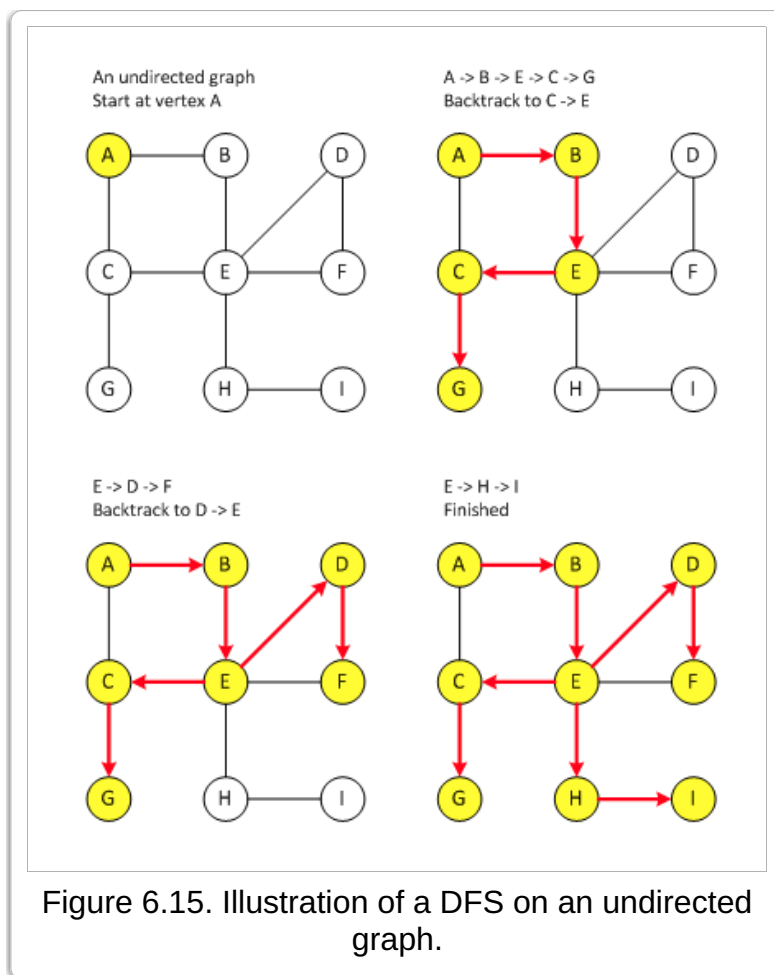 An undirected graph
Start at vertex A
A
B
D
C
E
F
G
H
I
A -> B -> E -> C -> G
Backtrack to C -> E
A
B
D
C
E
F
G
H
I
E -> D -> F
Backtrack to D -> E
A
B
D
C
E
F
G
H
I
E -> H -> I
Finished
A
B
D
C
E
F
G
H
I
Figure 6.15. Illustration of a DFS on an undirected
graph.